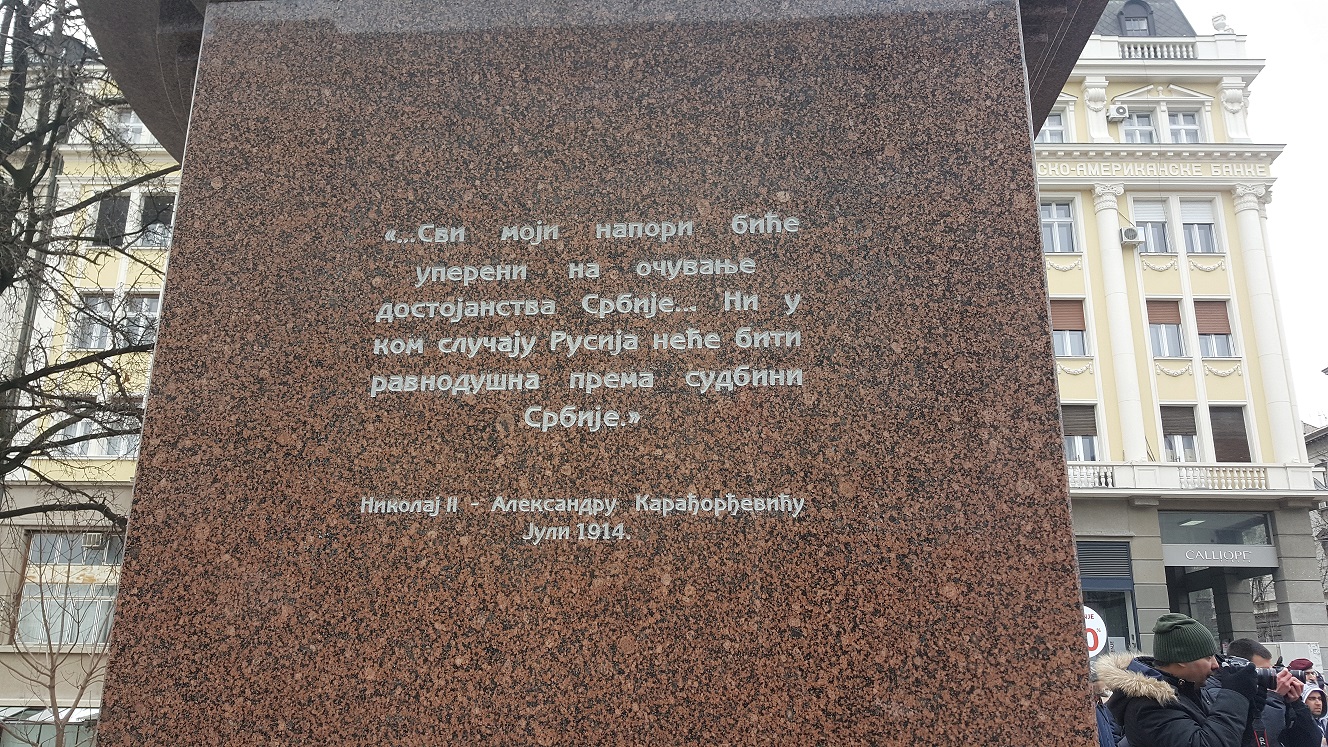 «...Сви моји напори биће
уперени на очување
достојанства Србије... Ни у
ком случају Русија неће бити
равнодушна према судбини
Србије.»
Николај II - Александру Карађорђевићу
Јули 1914.
СКО-АМЕРИКАНСКЕ БАНКЕ
CALLIOPE